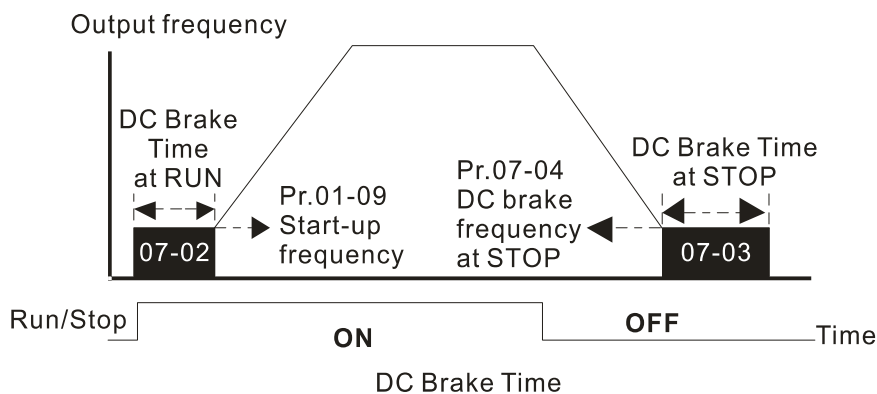 Output frequency
DC Brake
Time
at RUN
Pr.01-09
Start-up
frequency
Pr.07-04
DC brake
frequency
at STOP
DC Brake Time
at STOP
07-02
07-03
Run/Stop
ON
OFF
Time
DC Brake Time